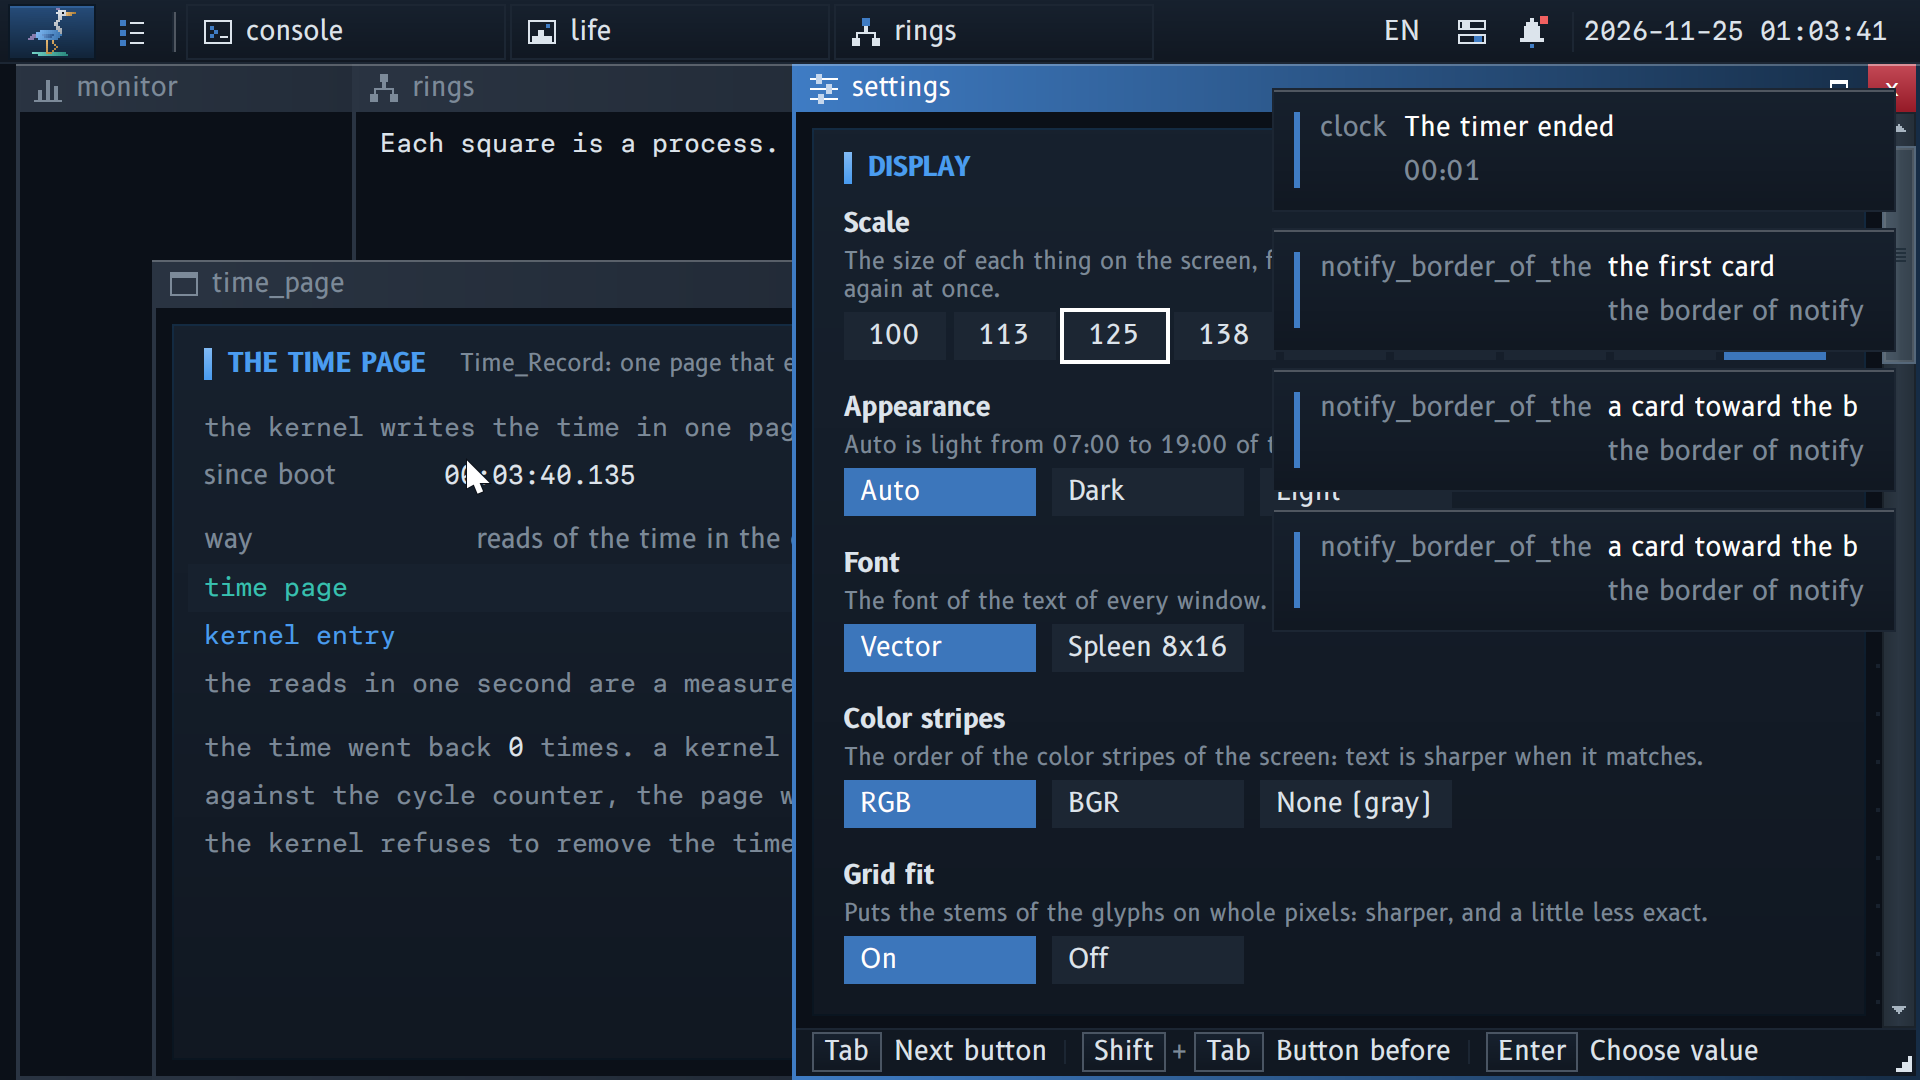 console
life
rings
EN
2026-11-25 01:03:41
monitor
rings
Each square is a process.
time_page
THE TIME PAGE Time_Record: one page that e
the kernel writes the time in one pag
since boot 00:03:40.135
way reads of the time in the
time page
kernel entry
the reads in one second are a measure
the time went back 0 times. a kernel
against the cycle counter, the page w
the kernel refuses to remove the time
settings
DISPLAY
Scale
The size of each thing on the screen, f
again at once.
100 113 125 138
Appearance
Auto is light from 07:00 to 19:00 of t
Auto Dark Light
Font
The font of the text of every window.
Vector Spleen 8x16
Color stripes
The order of the color stripes of the screen: text is sharper when it matches.
RGB BGR None (gray)
Grid fit
Puts the stems of the glyphs on whole pixels: sharper, and a little less exact.
On Off
Tab Next button Shift + Tab Button before Enter Choose value
clock The timer ended
00:01
notify_border_of_the the first card
the border of notify
notify_border_of_the a card toward the b
the border of notify
notify_border_of_the a card toward the b
the border of notify